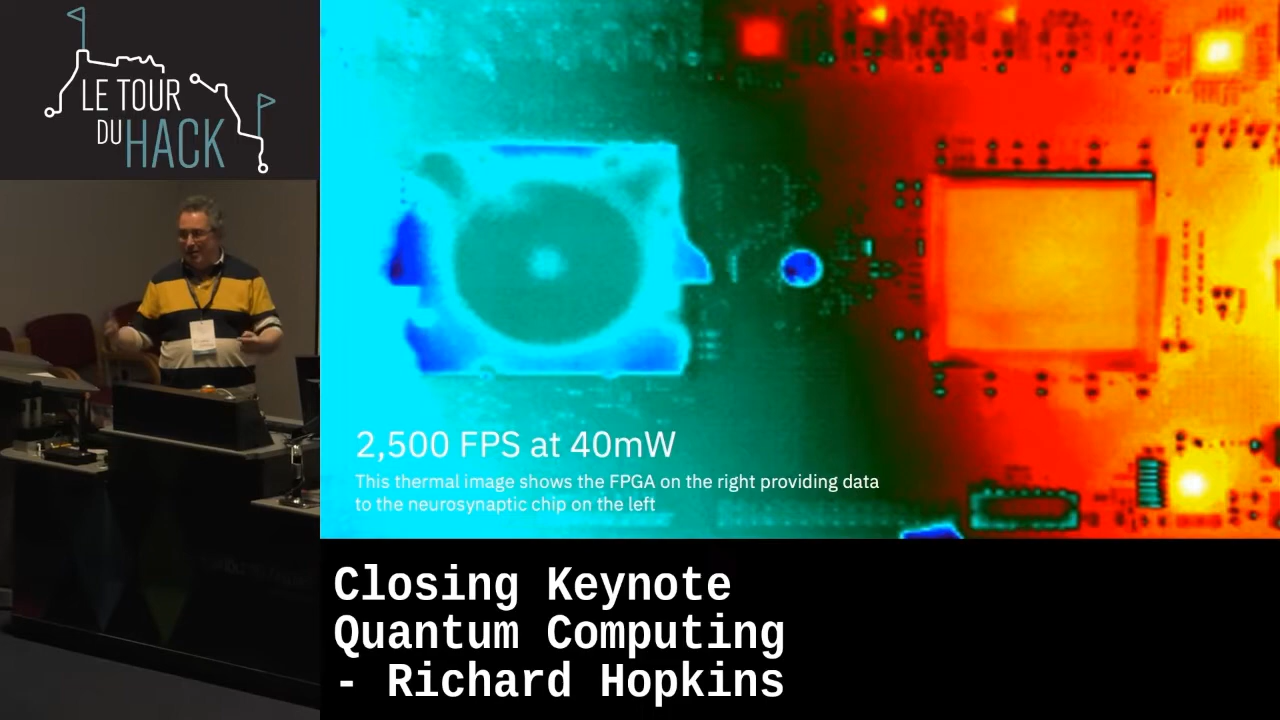 LE TOUR
DU HACK
2,500 FPS at 40mW
This thermal image shows the FPGA on the right providing data
to the neurosynaptic chip on the left
Closing Keynote
Quantum Computing
- Richard Hopkins